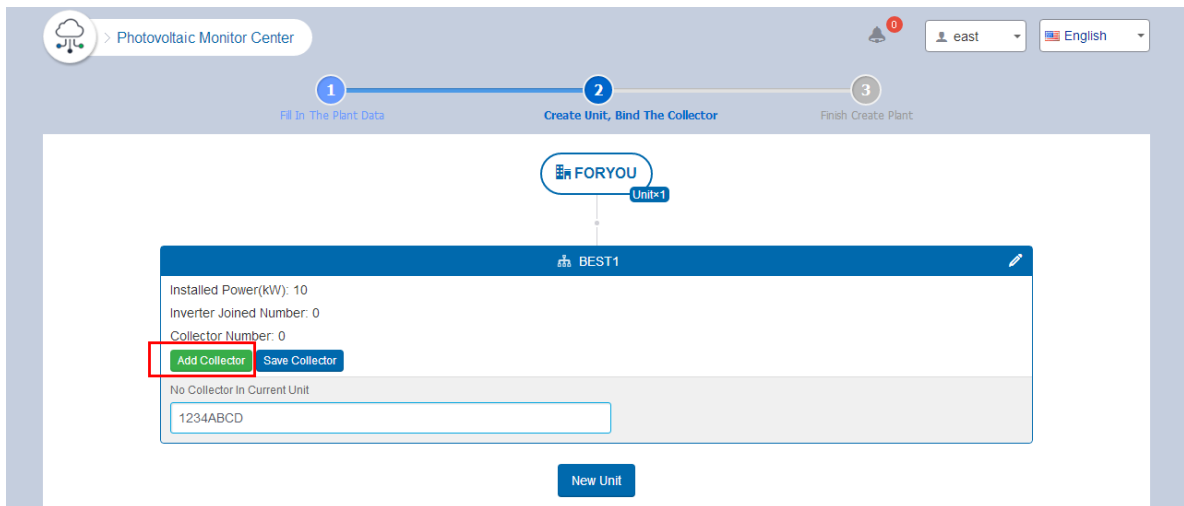 > Photovoltaic Monitor Center
0
east
English
1
2
3
Fill In The Plant Data
Create Unit, Bind The Collector
Finish Create Plant
FORYOU
Unit×1
BEST1
Installed Power(kW): 10
Inverter Joined Number: 0
Collector Number: 0
Add Collector Save Collector
No Collector In Current Unit
1234ABCD
New Unit